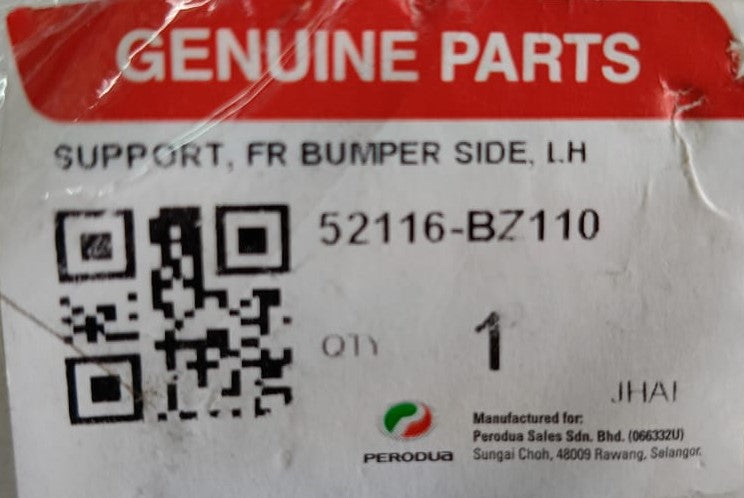 GENUINE PARTS
SUPPORT, FR BUMPER SIDE, LH
52116-BZ110
QTY 1
JHAI
PERODUA
Manufactured for:
Perodua Sales Sdn. Bhd. (066332U)
Sungai Choh, 48009 Rawang, Selangor.